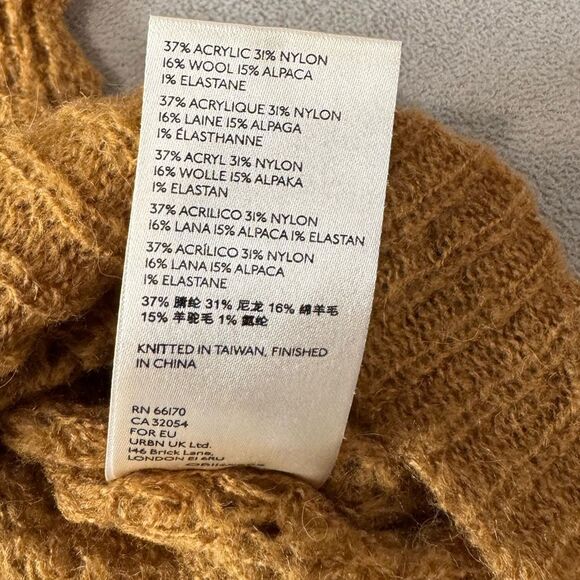 37% ACRYLIC 31% NYLON
16% WOOL 15% ALPACA
1% ELASTANE
37% ACRYLIQUE 31% NYLON
16% LAINE 15% ALPAGA
1% ÉLASTHANNE
37% ACRYL 31% NYLON
16% WOLLE 15% ALPAKA
1% ELASTAN
37% ACRILICO 31% NYLON
16% LANA 15% ALPACA 1% ELASTAN
37% ACRÍLICO 31% NYLON
16% LANA 15% ALPACA
1% ELASTANE
37% 腈纶 31% 尼龙 16% 绵羊毛
15% 羊驼毛 1% 氨纶
KNITTED IN TAIWAN, FINISHED
IN CHINA
RN 66170
CA 32054
FOR EU
URBN UK Ltd.
146 Brick Lane,
LONDON E1 6RU